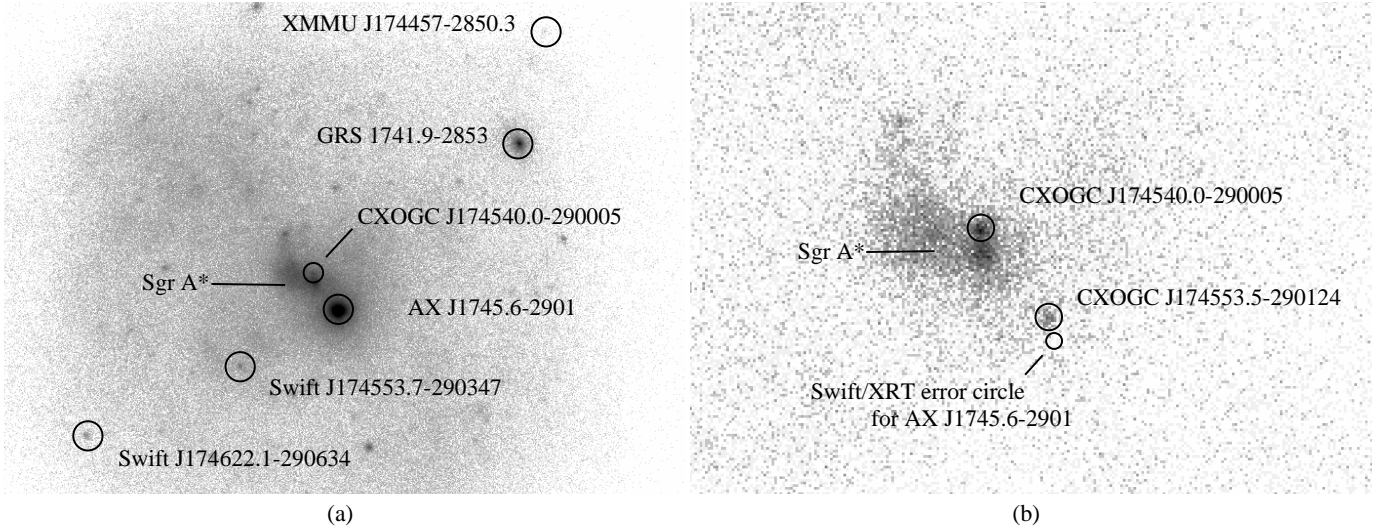 XMMU J174457-2850.3
GRS 1741.9-2853
CXOGC J174540.0-290005
Sgr A*
AX J1745.6-2901
Swift J174553.7-290347
Swift J174622.1-290634
(a)
CXOGC J174540.0-290005
Sgr A*
CXOGC J174553.5-290124
Swift/XRT error circle
for AX J1745.6-2901
(b)